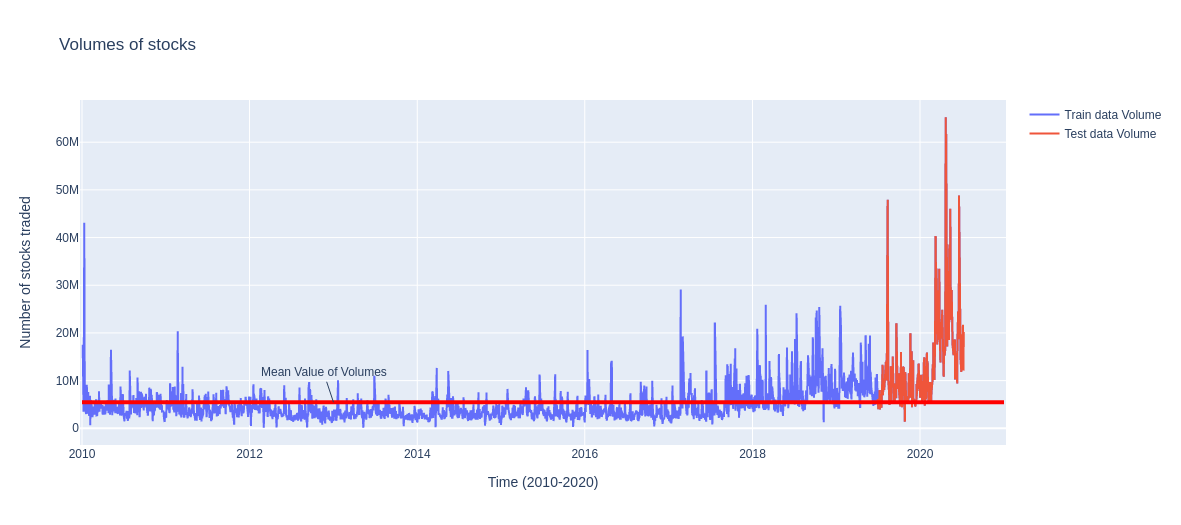 Volumes of stocks
Train data Volume
Test data Volume
60M
50M
40M
30M
20M
10M
0
Number of stocks traded
Mean Value of Volumes
2010
2012
2014
2016
2018
2020
Time (2010-2020)